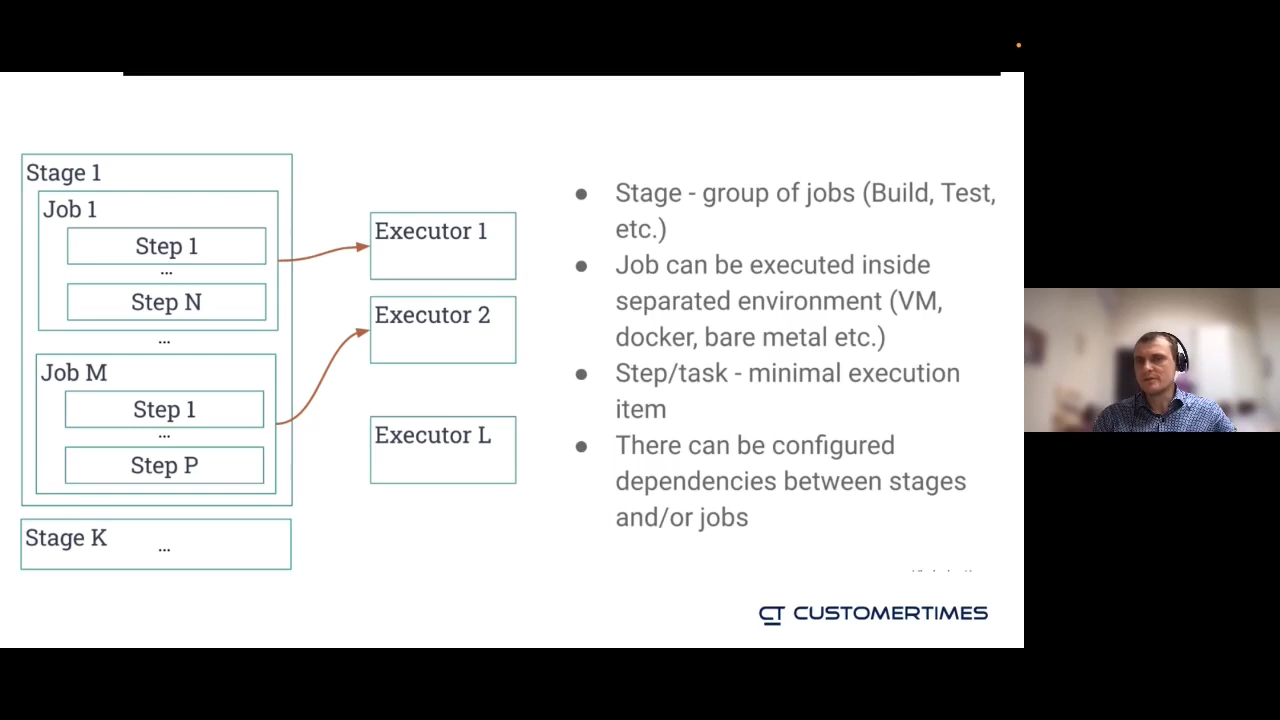 Stage 1
Job 1
Step 1
...
Step N
...
Job M
Step 1
...
Step P
Stage K
...
Executor 1
Executor 2
Executor L
● Stage - group of jobs (Build, Test,
etc.)
● Job can be executed inside
separated environment (VM,
docker, bare metal etc.)
● Step/task - minimal execution
item
● There can be configured
dependencies between stages
and/or jobs
CT CUSTOMERTIMES